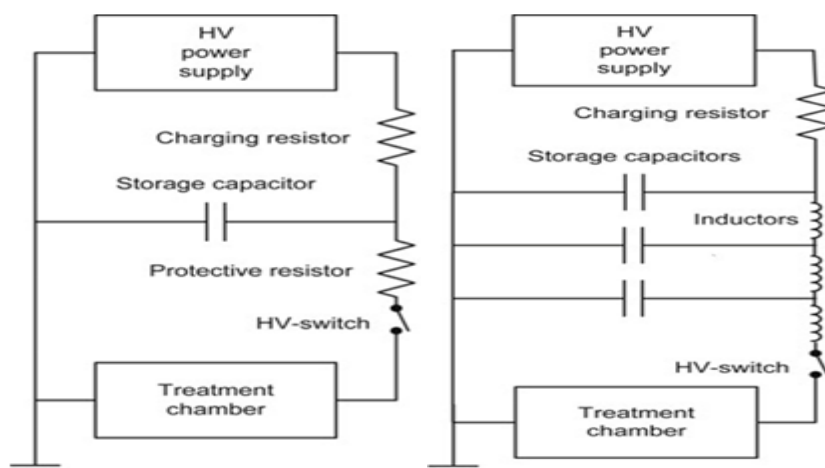 HV
power
supply
Charging resistor
Storage capacitor
Protective resistor
HV-switch
Treatment
chamber
HV
power
supply
Charging resistor
Storage capacitors
Inductors
HV-switch
Treatment
chamber